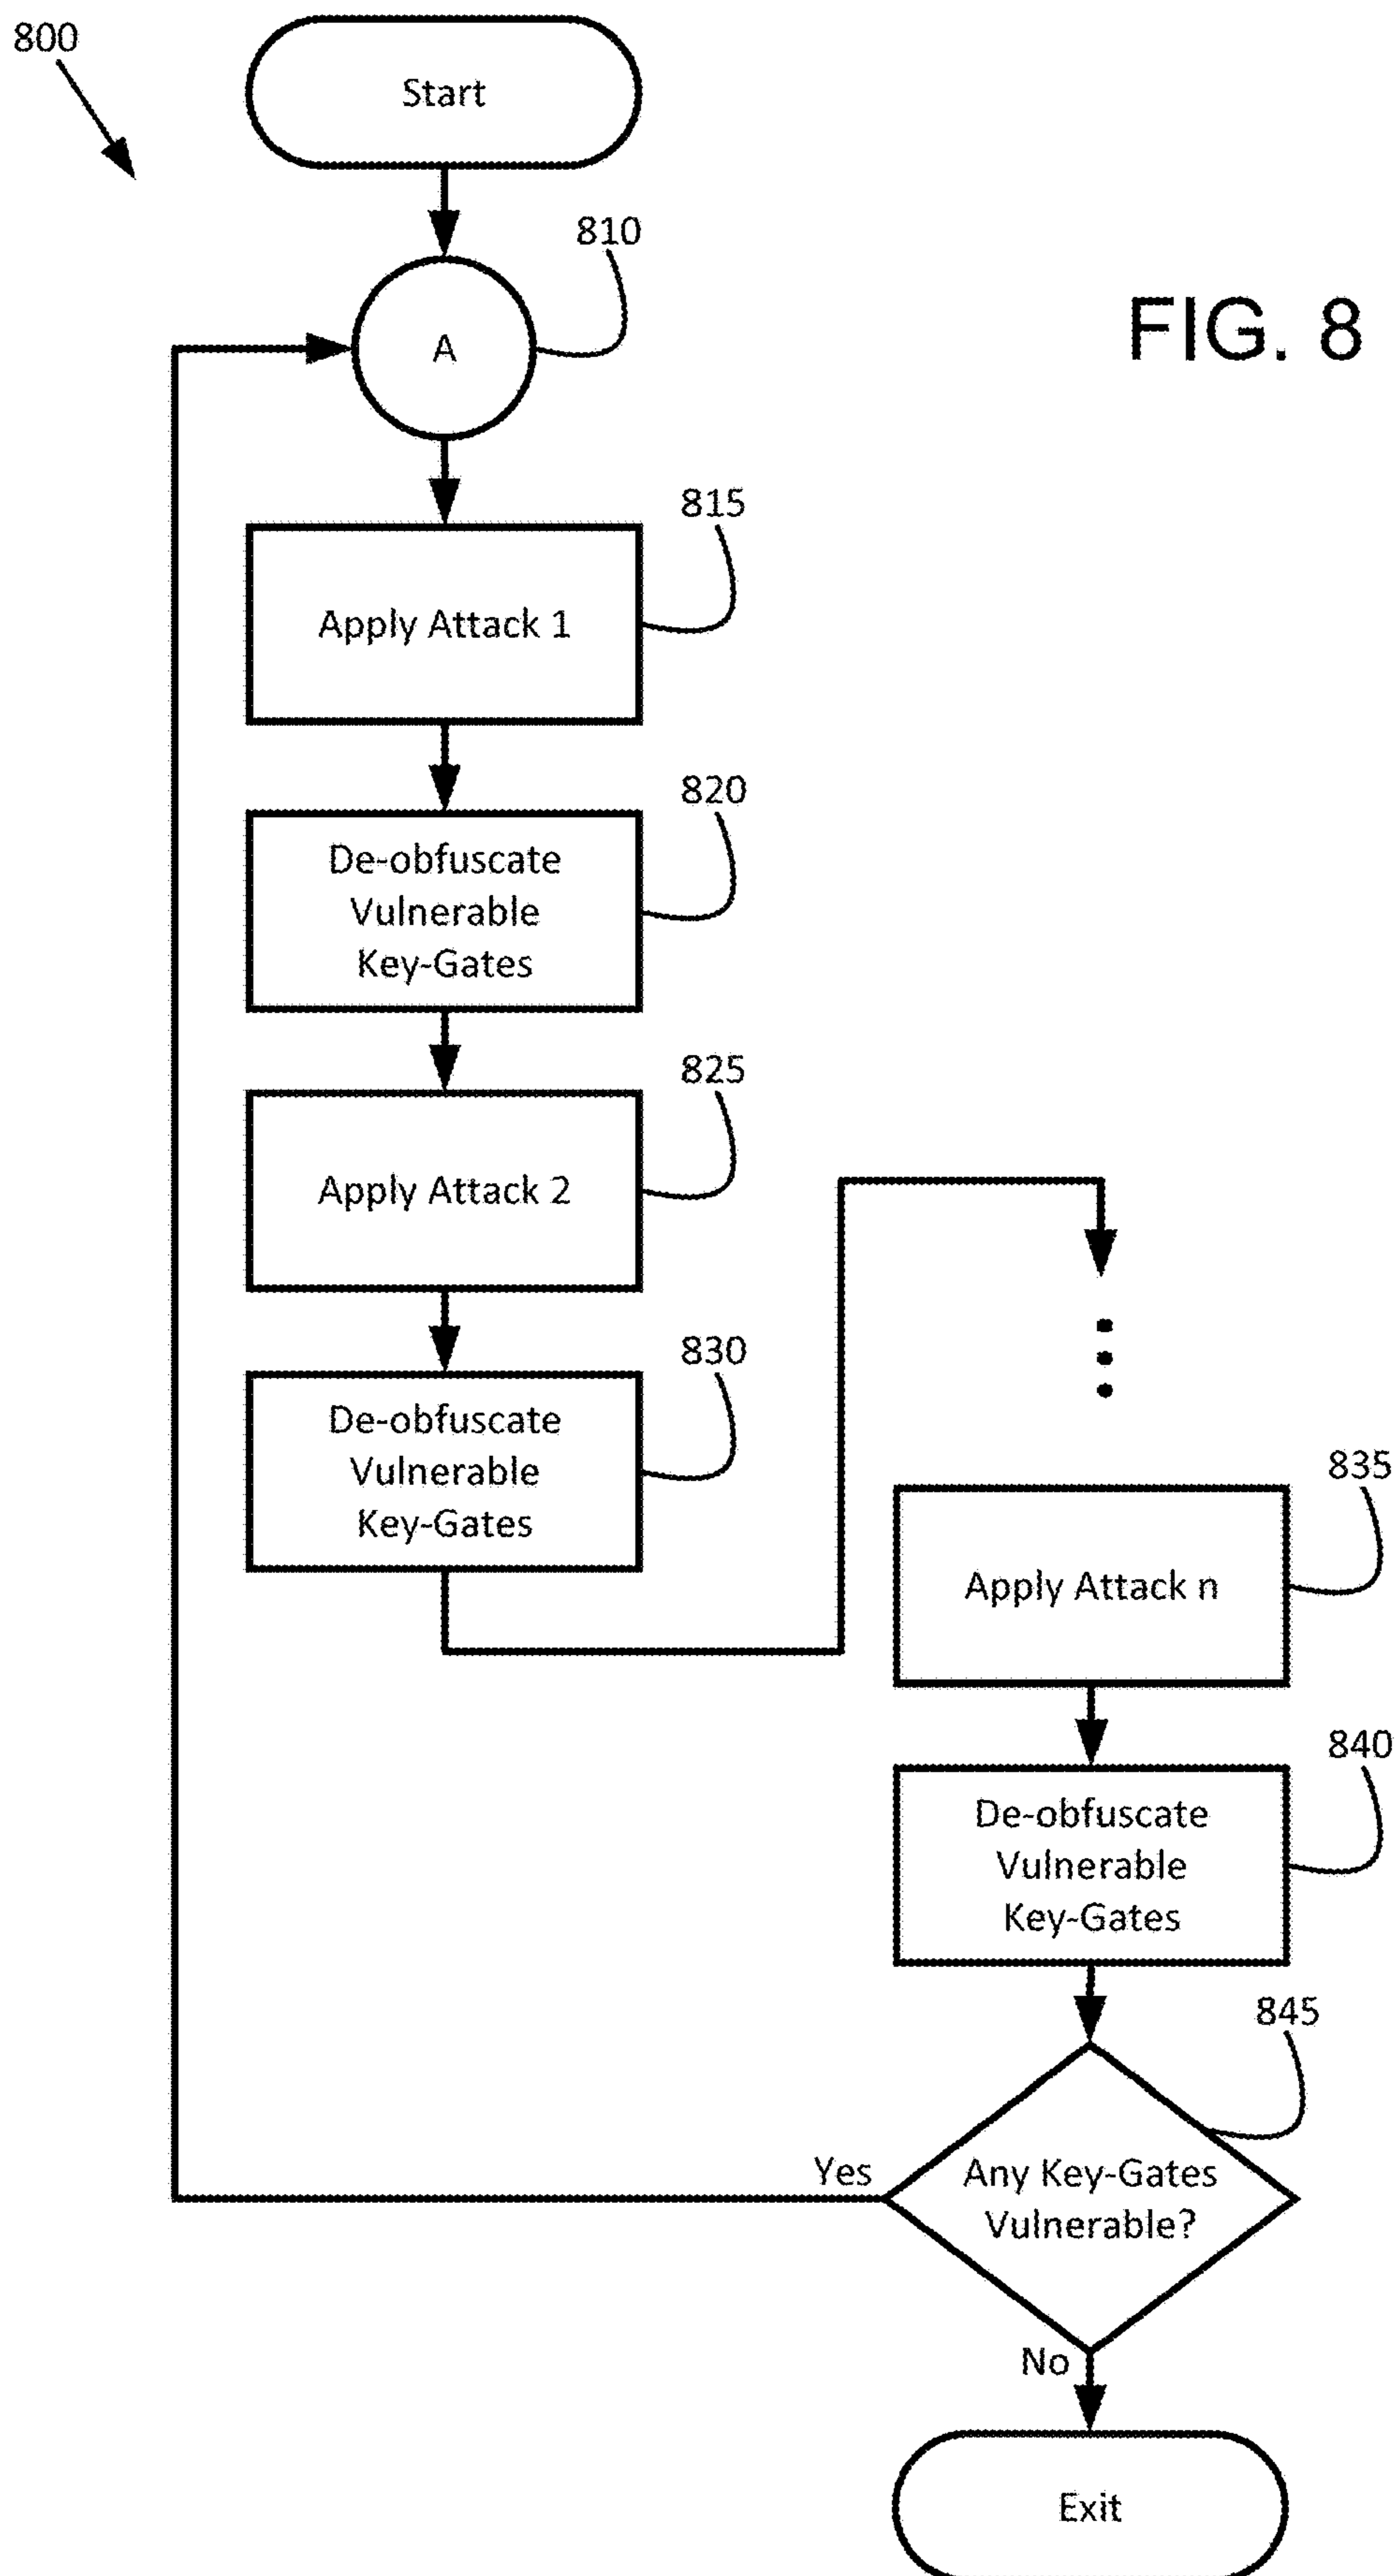 800
Start
810
A
FIG. 8
815
Apply Attack 1
820
De-obfuscate
Vulnerable
Key-Gates
825
Apply Attack 2
830
De-obfuscate
Vulnerable
Key-Gates
835
Apply Attack n
840
De-obfuscate
Vulnerable
Key-Gates
845
Any Key-Gates
Vulnerable?
Yes
No
Exit